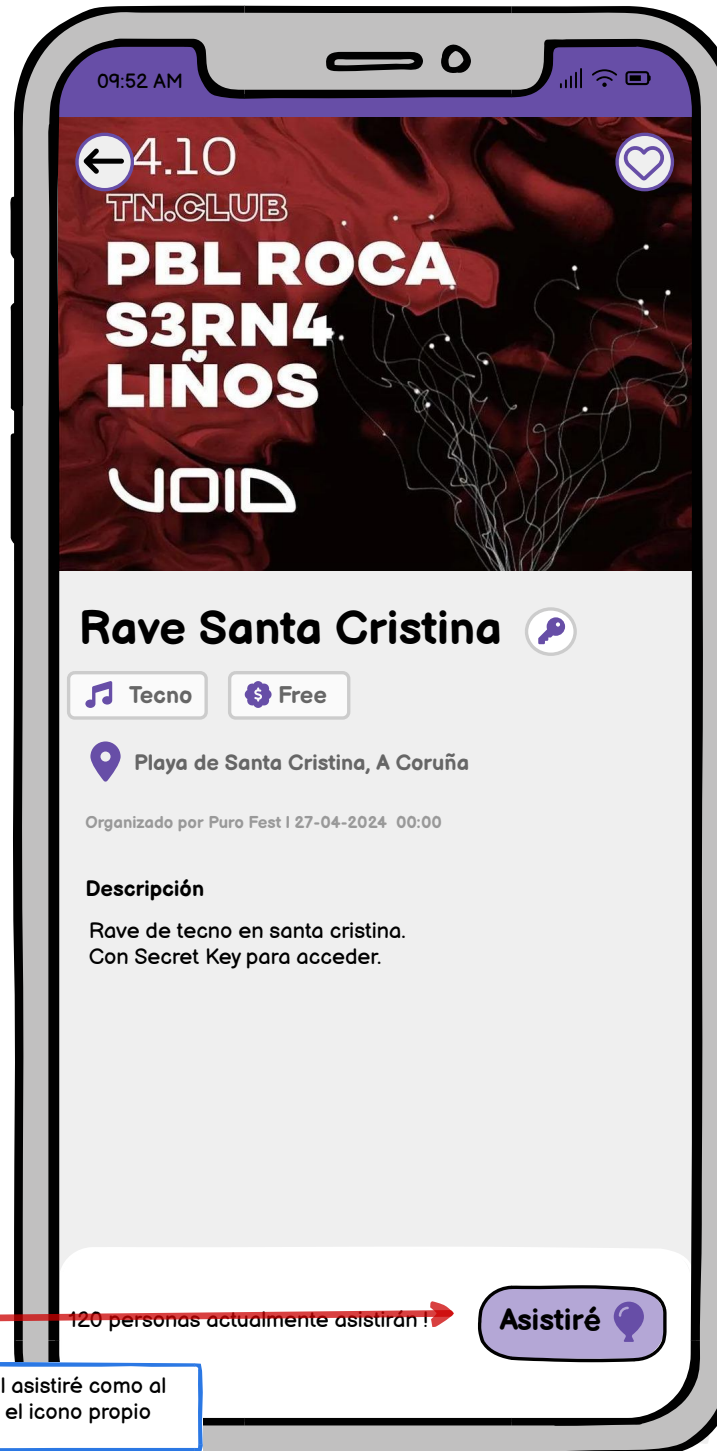 09:52 AM
4.10
TN.CLUB
PBL ROCA
S3RN4
LIÑOS
VOID
Rave Santa Cristina
Tecno
$ Free
Playa de Santa Cristina, A Coruña
Organizado por Puro Fest | 27-04-2024 00:00
Descripción
Rave de tecno en santa cristina.
Con Secret Key para acceder.
120 personas actualmente asistirán !
Asistiré
l asistiré como al
el icono propio